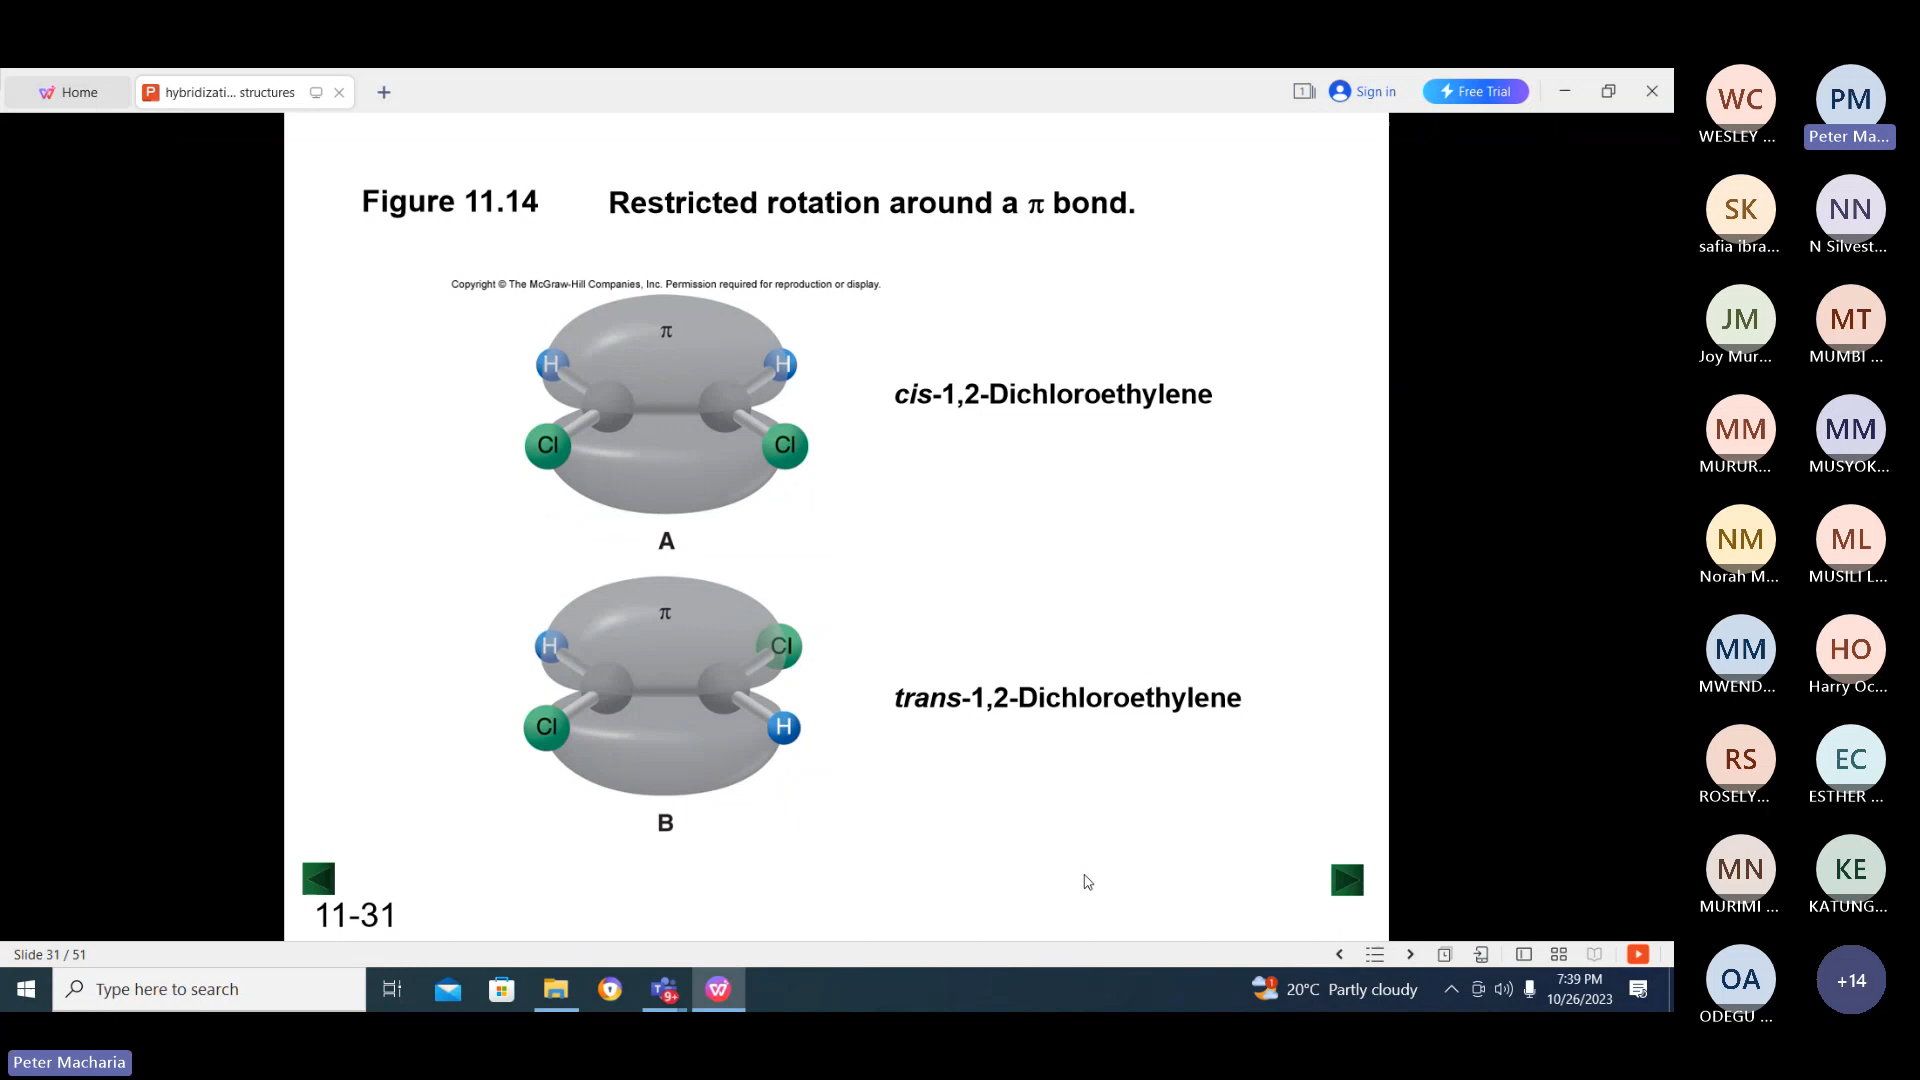 Home
hybridizati... structures
1
Sign in
Free Trial
Figure 11.14
Restricted rotation around a π bond.
Copyright © The McGraw-Hill Companies, Inc. Permission required for reproduction or display.
π
H
H
Cl
Cl
A
cis-1,2-Dichloroethylene
π
H
Cl
Cl
H
B
trans-1,2-Dichloroethylene
11-31
Slide 31 / 51
Type here to search
9+
1
20°C Partly cloudy
7:39 PM
10/26/2023
Peter Macharia
WC
WESLEY ...
PM
Peter Ma...
SK
safia ibra...
NN
N Silvest...
JM
Joy Mur...
MT
MUMBI ...
MM
MURUR...
MM
MUSYOK...
NM
Norah M...
ML
MUSILI L...
MM
MWEND...
HO
Harry Oc...
RS
ROSELY...
EC
ESTHER ...
MN
MURIMI ...
KE
KATUNG...
OA
ODEGU ...
+14